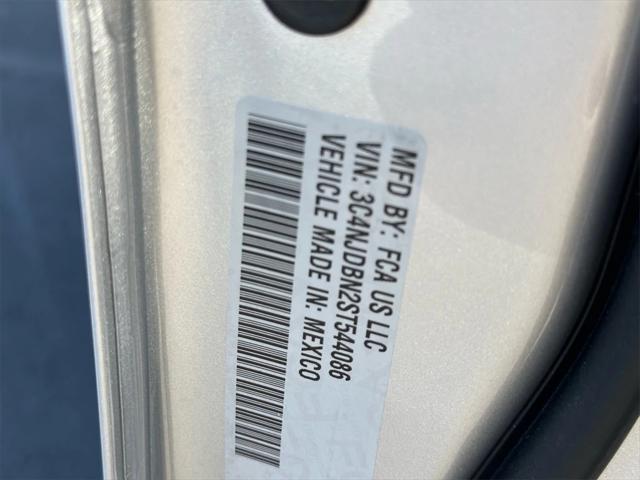 MFD BY: FCA US LLC
VIN: 3C4NJDBN2ST544086
VEHICLE MADE IN: MEXICO